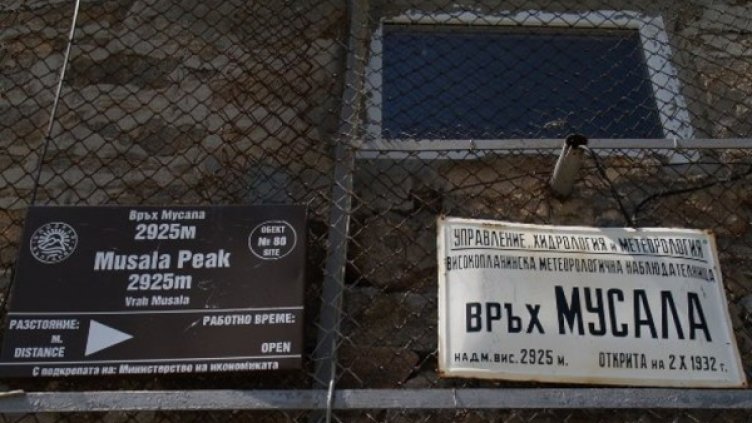 Връх Мусала
2925м
ОБЕКТ
№ 80
SITE
Musala Peak
2925m
Vrah Musala
РАЗСТОЯНИЕ:
М.
DISTANCE
РАБОТНО ВРЕМЕ:
OPEN
С подкрепата на: Министерство на икономиката
УПРАВЛЕНИЕ „ХИДРОЛОГИЯ И МЕТЕОРОЛОГИЯ"
ВИСОКОПЛАНИНСКА МЕТЕОРОЛОГИЧНА НАБЛЮДАТЕЛНИЦА
ВРЪХ МУСАЛА
НАДМ. ВИС. 2925 М. ОТКРИТА НА 2 X 1932 Г.